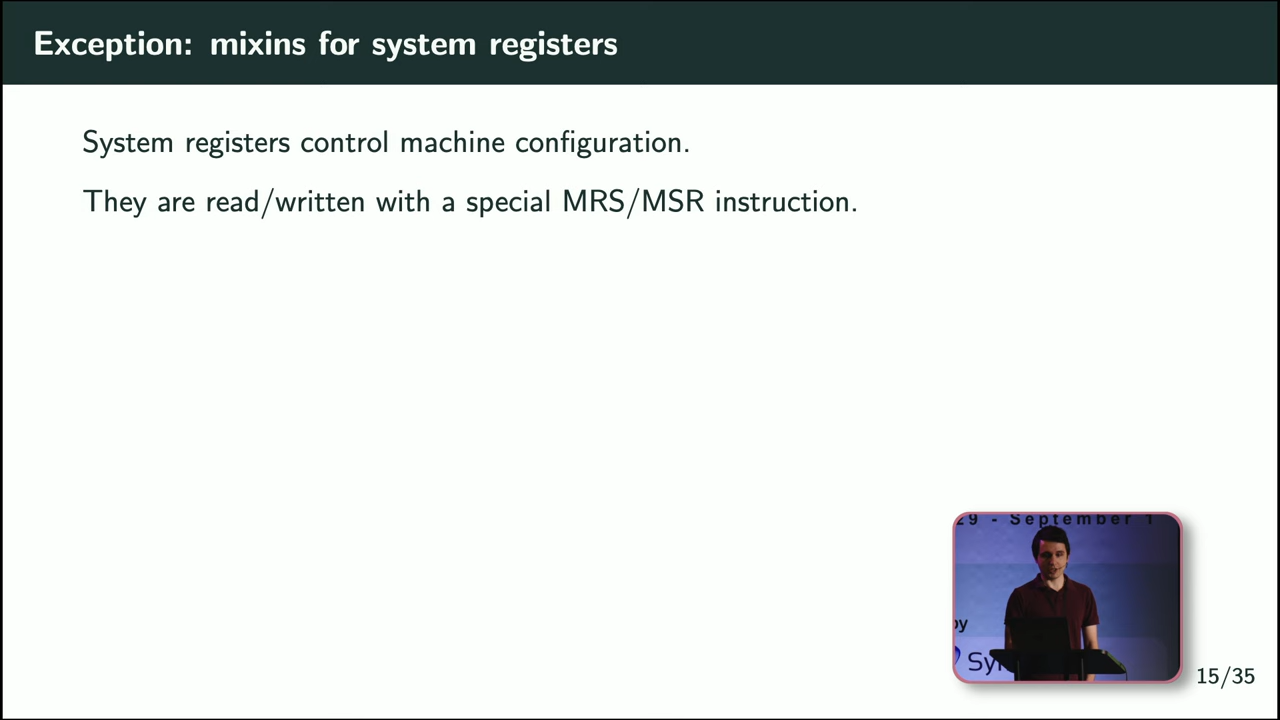 Exception: mixins for system registers
System registers control machine configuration.
They are read/written with a special MRS/MSR instruction.
29 - September 1
by
Sy
15/35